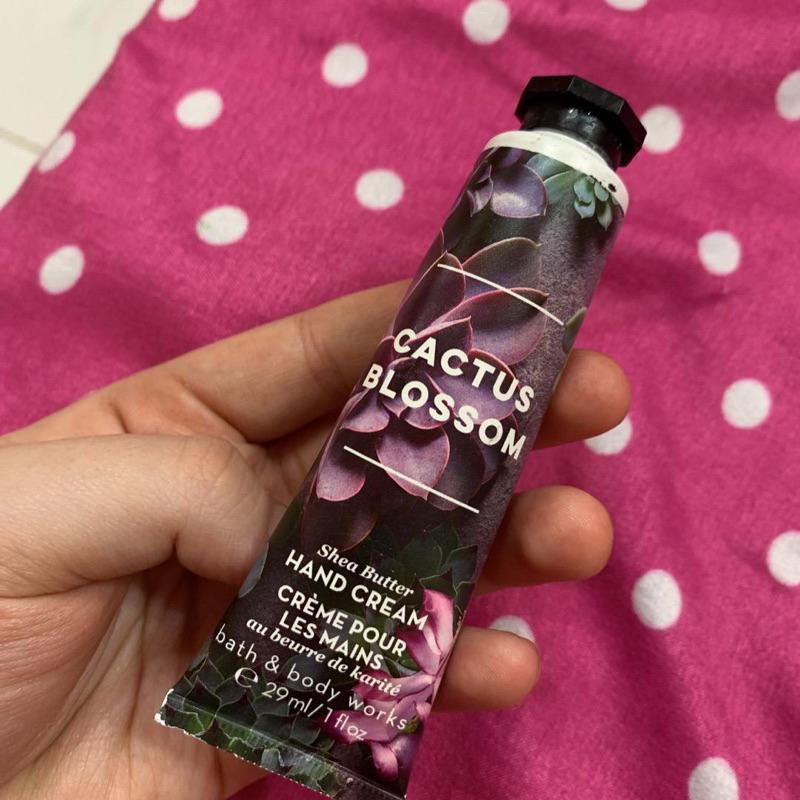 CACTUS
BLOSSOM
Shea Butter
HAND CREAM
CRÈME POUR
LES MAINS
au beurre de karité
bath & body works
℮ 29 ml / 1 fl oz